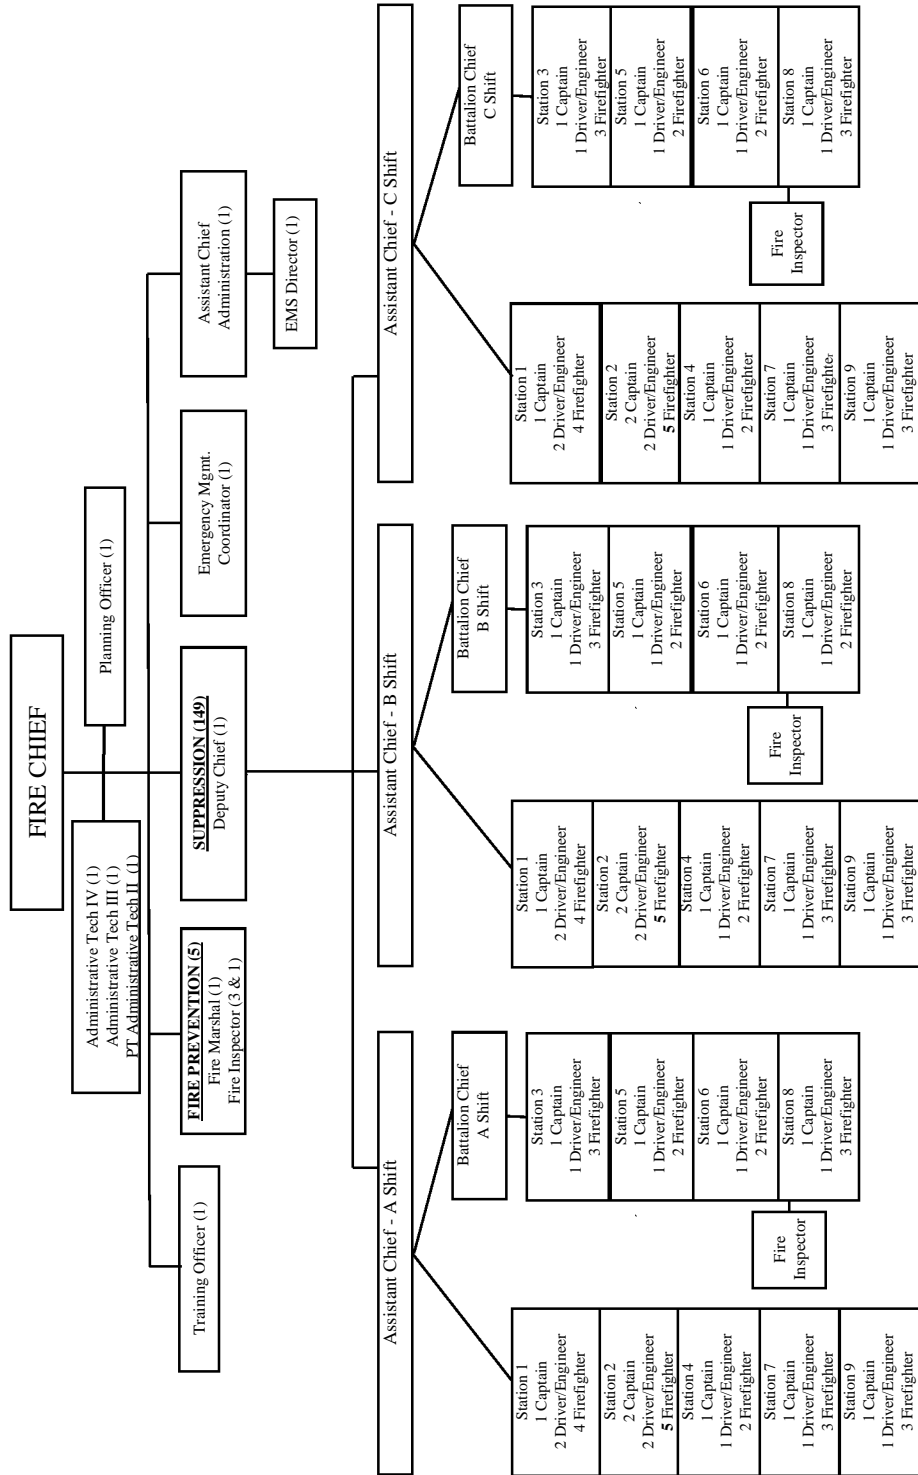 FIRE CHIEF
Administrative Tech IV (1)
Administrative Tech III (1)
PT Administrative Tech II (1)
Planning Officer (1)
Training Officer (1)
FIRE PREVENTION (5)
Fire Marshal (1)
Fire Inspector (3 & 1)
SUPPRESSION (149)
Deputy Chief (1)
Emergency Mgmt.
Coordinator (1)
Assistant Chief
Administration (1)
EMS Director (1)
Assistant Chief - A Shift
Station 1
1 Captain
2 Driver/Engineer
4 Firefighter
Station 2
2 Captain
2 Driver/Engineer
5 Firefighter
Station 4
1 Captain
1 Driver/Engineer
2 Firefighter
Station 7
1 Captain
1 Driver/Engineer
3 Firefighter
Station 9
1 Captain
1 Driver/Engineer
3 Firefighter
Battalion Chief
A Shift
Station 3
1 Captain
1 Driver/Engineer
3 Firefighter
Station 5
1 Captain
1 Driver/Engineer
2 Firefighter
Station 6
1 Captain
1 Driver/Engineer
2 Firefighter
Station 8
1 Captain
1 Driver/Engineer
3 Firefighter
Fire
Inspector
Assistant Chief - B Shift
Station 1
1 Captain
2 Driver/Engineer
4 Firefighter
Station 2
2 Captain
2 Driver/Engineer
5 Firefighter
Station 4
1 Captain
1 Driver/Engineer
2 Firefighter
Station 7
1 Captain
1 Driver/Engineer
3 Firefighter
Station 9
1 Captain
1 Driver/Engineer
3 Firefighter
Battalion Chief
B Shift
Station 3
1 Captain
1 Driver/Engineer
3 Firefighter
Station 5
1 Captain
1 Driver/Engineer
2 Firefighter
Station 6
1 Captain
1 Driver/Engineer
2 Firefighter
Station 8
1 Captain
1 Driver/Engineer
2 Firefighter
Fire
Inspector
Assistant Chief - C Shift
Station 1
1 Captain
2 Driver/Engineer
4 Firefighter
Station 2
2 Captain
2 Driver/Engineer
5 Firefighter
Station 4
1 Captain
1 Driver/Engineer
2 Firefighter
Station 7
1 Captain
1 Driver/Engineer
3 Firefighter
Station 9
1 Captain
1 Driver/Engineer
3 Firefighter
Battalion Chief
C Shift
Station 3
1 Captain
1 Driver/Engineer
3 Firefighter
Station 5
1 Captain
1 Driver/Engineer
2 Firefighter
Station 6
1 Captain
1 Driver/Engineer
2 Firefighter
Station 8
1 Captain
1 Driver/Engineer
3 Firefighter
Fire
Inspector